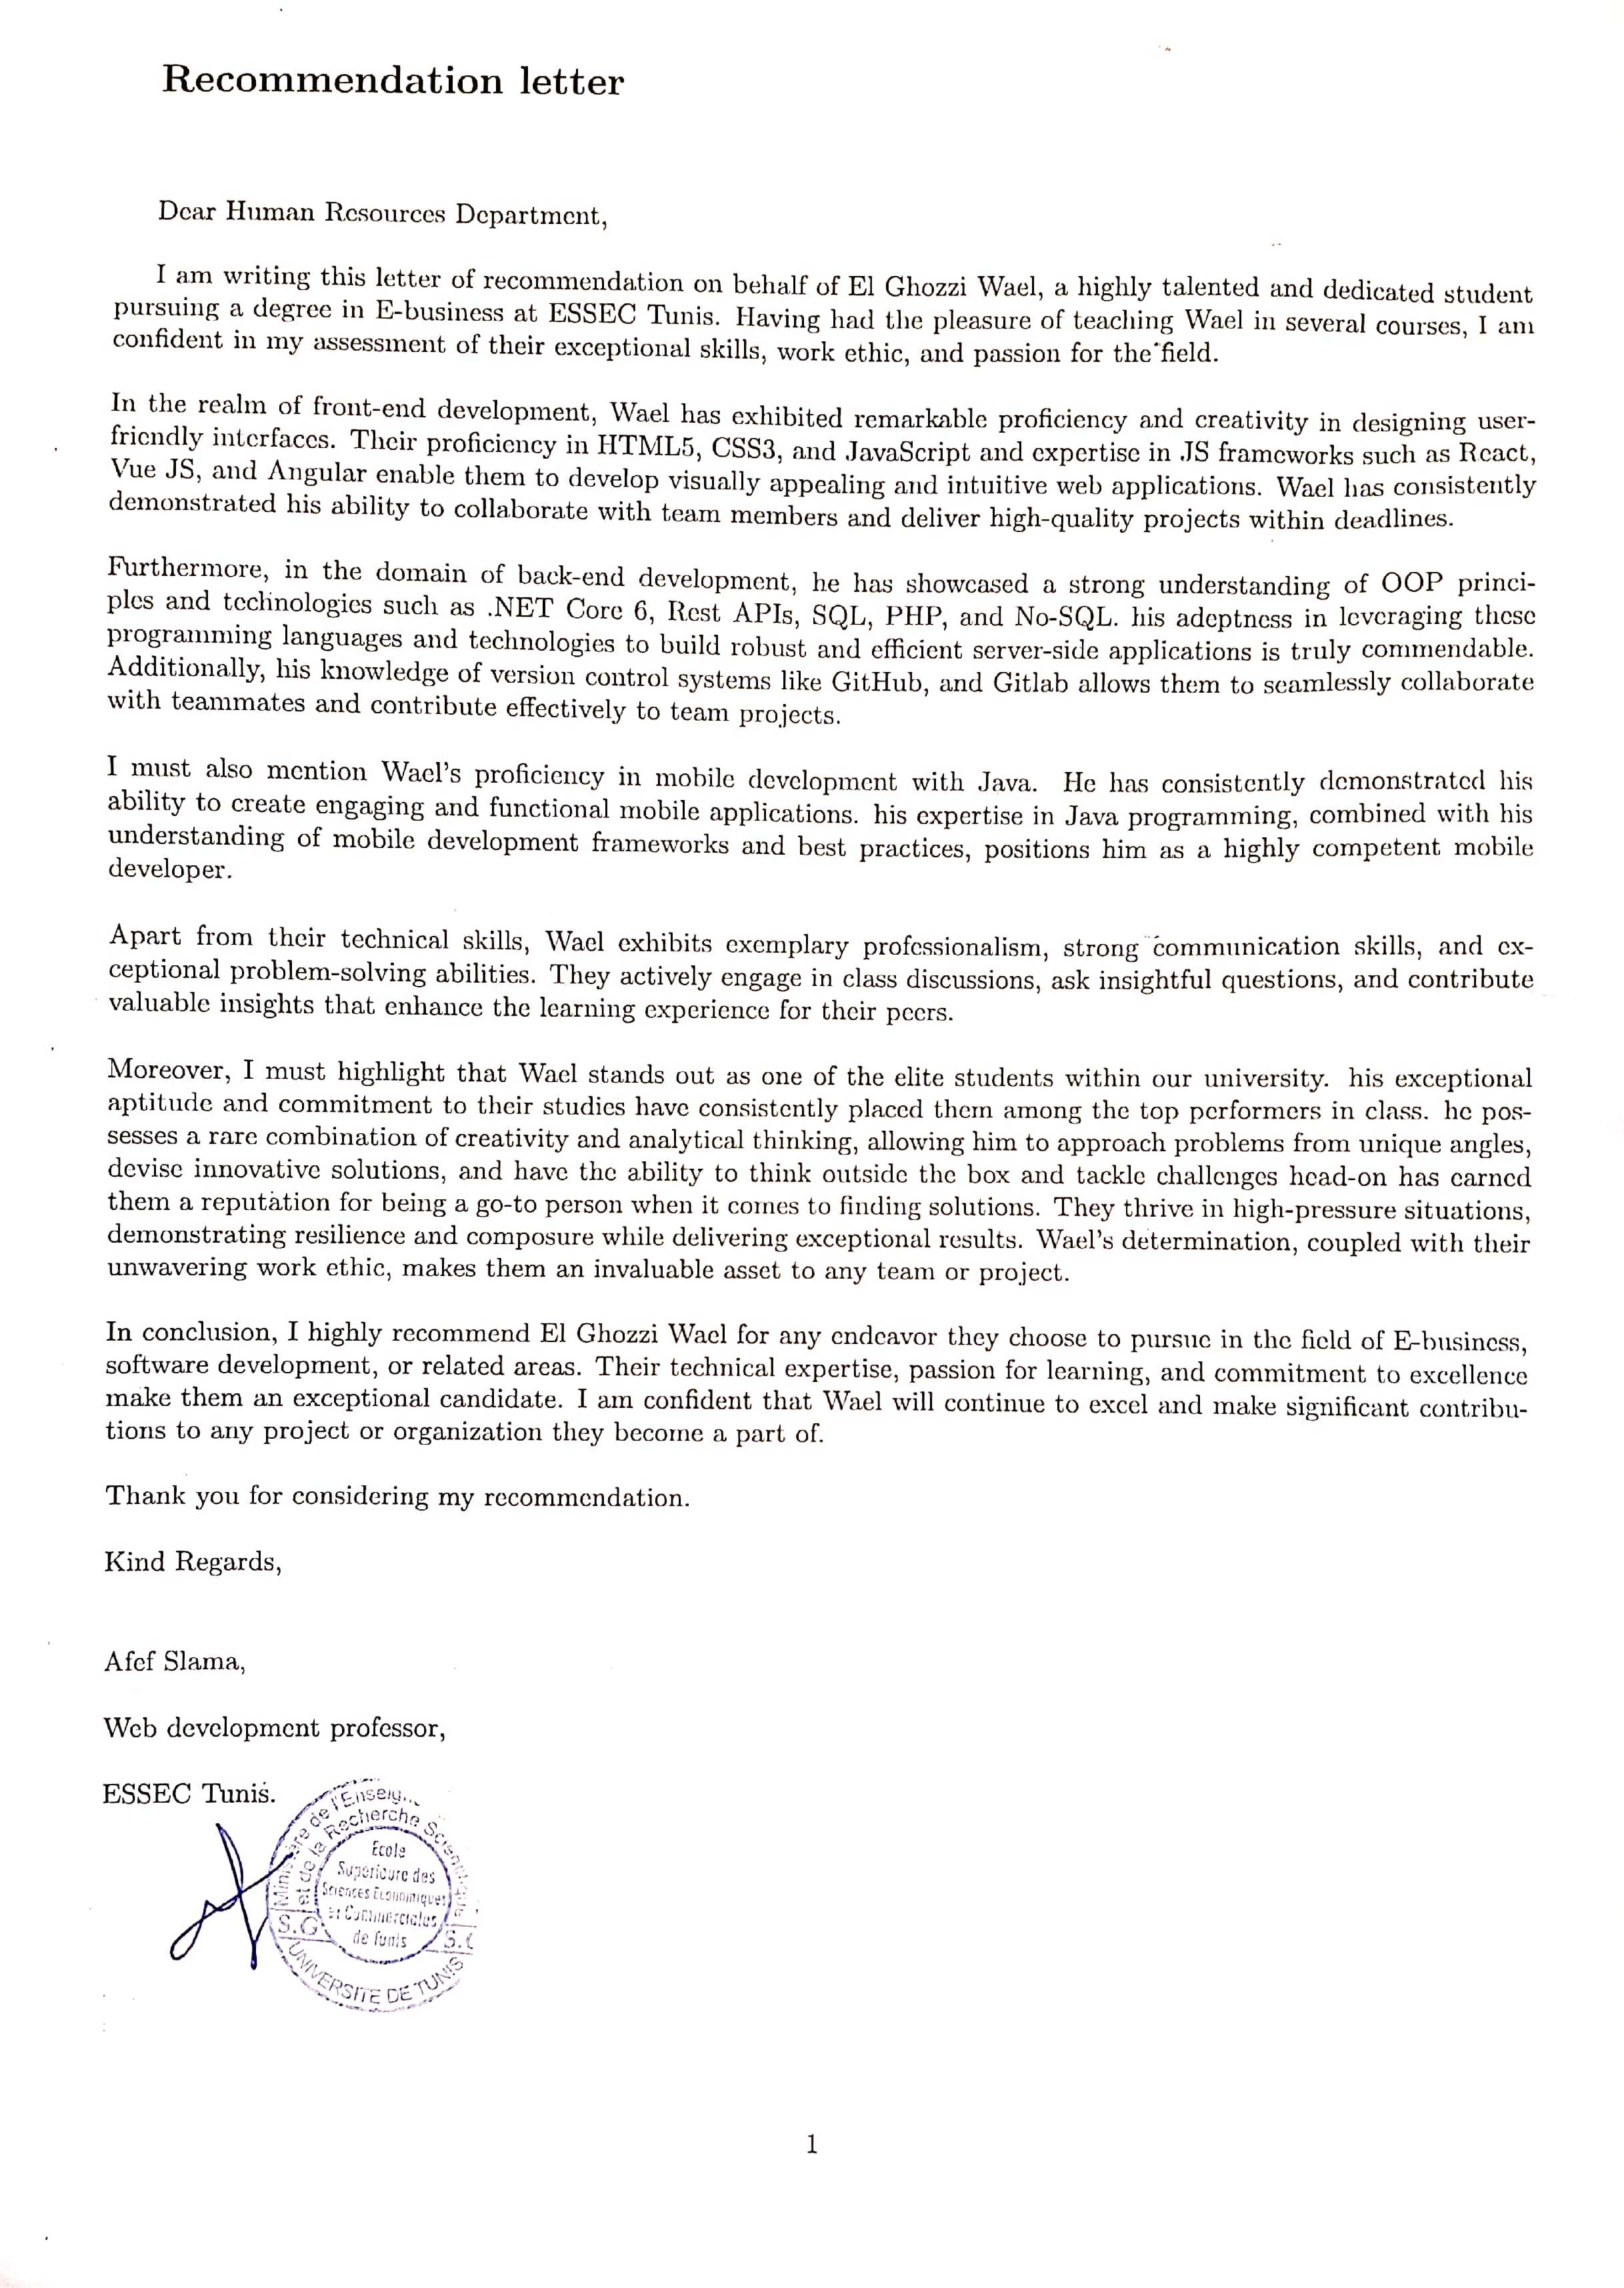 Recommendation letter
Dear Human Resources Department,
I am writing this letter of recommendation on behalf of El Ghozzi Wael, a highly talented and dedicated student
pursuing a degree in E-business at ESSEC Tunis. Having had the pleasure of teaching Wael in several courses, I am
confident in my assessment of their exceptional skills, work ethic, and passion for the field.
In the realm of front-end development, Wael has exhibited remarkable proficiency and creativity in designing user-
friendly interfaces. Their proficiency in HTML5, CSS3, and JavaScript and expertise in JS frameworks such as React,
Vue JS, and Angular enable them to develop visually appealing and intuitive web applications. Wael has consistently
demonstrated his ability to collaborate with team members and deliver high-quality projects within deadlines.
Furthermore, in the domain of back-end development, he has showcased a strong understanding of OOP princi-
ples and technologies such as .NET Core 6, Rest APIs, SQL, PHP, and No-SQL. his adeptness in leveraging these
programming languages and technologies to build robust and efficient server-side applications is truly commendable.
Additionally, his knowledge of version control systems like GitHub, and Gitlab allows them to seamlessly collaborate
with teammates and contribute effectively to team projects.
I must also mention Wael's proficiency in mobile development with Java. He has consistently demonstrated his
ability to create engaging and functional mobile applications. his expertise in Java programming, combined with his
understanding of mobile development frameworks and best practices, positions him as a highly competent mobile
developer.
Apart from their technical skills, Wael exhibits exemplary professionalism, strong communication skills, and ex-
ceptional problem-solving abilities. They actively engage in class discussions, ask insightful questions, and contribute
valuable insights that enhance the learning experience for their peers.
Moreover, I must highlight that Wael stands out as one of the elite students within our university. his exceptional
aptitude and commitment to their studies have consistently placed them among the top performers in class. he pos-
sesses a rare combination of creativity and analytical thinking, allowing him to approach problems from unique angles,
devise innovative solutions, and have the ability to think outside the box and tackle challenges head-on has earned
them a reputation for being a go-to person when it comes to finding solutions. They thrive in high-pressure situations,
demonstrating resilience and composure while delivering exceptional results. Wael's determination, coupled with their
unwavering work ethic, makes them an invaluable asset to any team or project.
In conclusion, I highly recommend El Ghozzi Wael for any endeavor they choose to pursue in the field of E-business,
software development, or related areas. Their technical expertise, passion for learning, and commitment to excellence
make them an exceptional candidate. I am confident that Wael will continue to excel and make significant contribu-
tions to any project or organization they become a part of.
Thank you for considering my recommendation.
Kind Regards,
Afef Slama,
Web development professor,
ESSEC Tunis.
Ministère de l'Enseig
et de la Recherche Scientifique
Ecole
Supérieure des
Sciences Economiques
et Commerciales
de Tunis
S.G
UNIVERSITE DE TUNIS
1